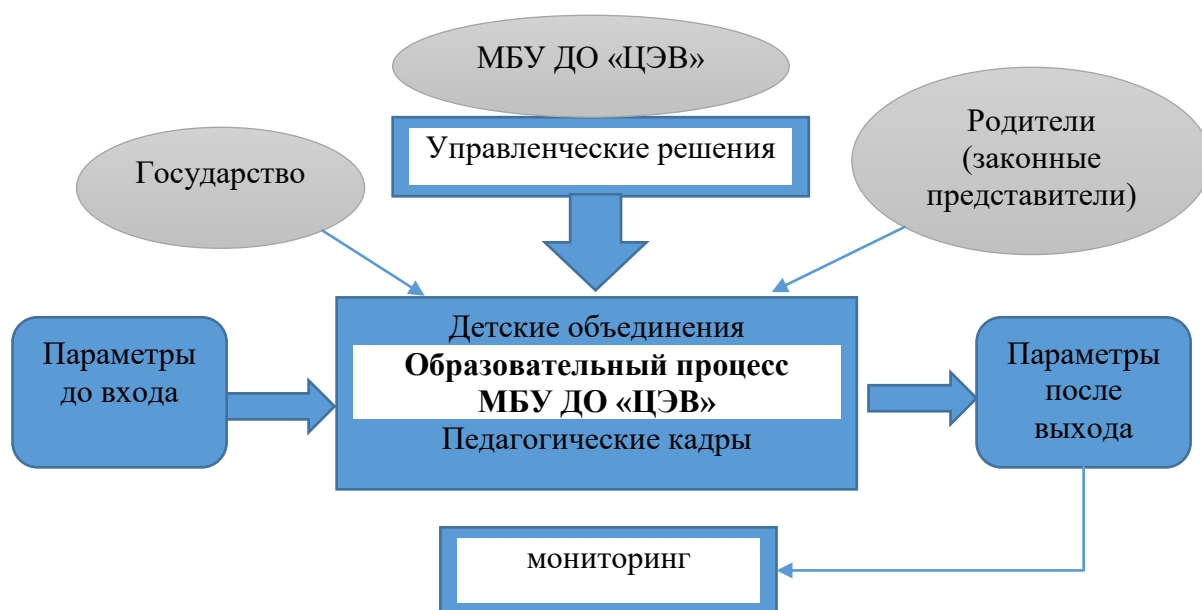 МБУ ДО «ЦЭВ»
Управленческие решения
Государство
Родители
(законные
представители)
Параметры
до входа
Детские объединения
Образовательный процесс
МБУ ДО «ЦЭВ»
Педагогические кадры
Параметры
после
выхода
мониторинг